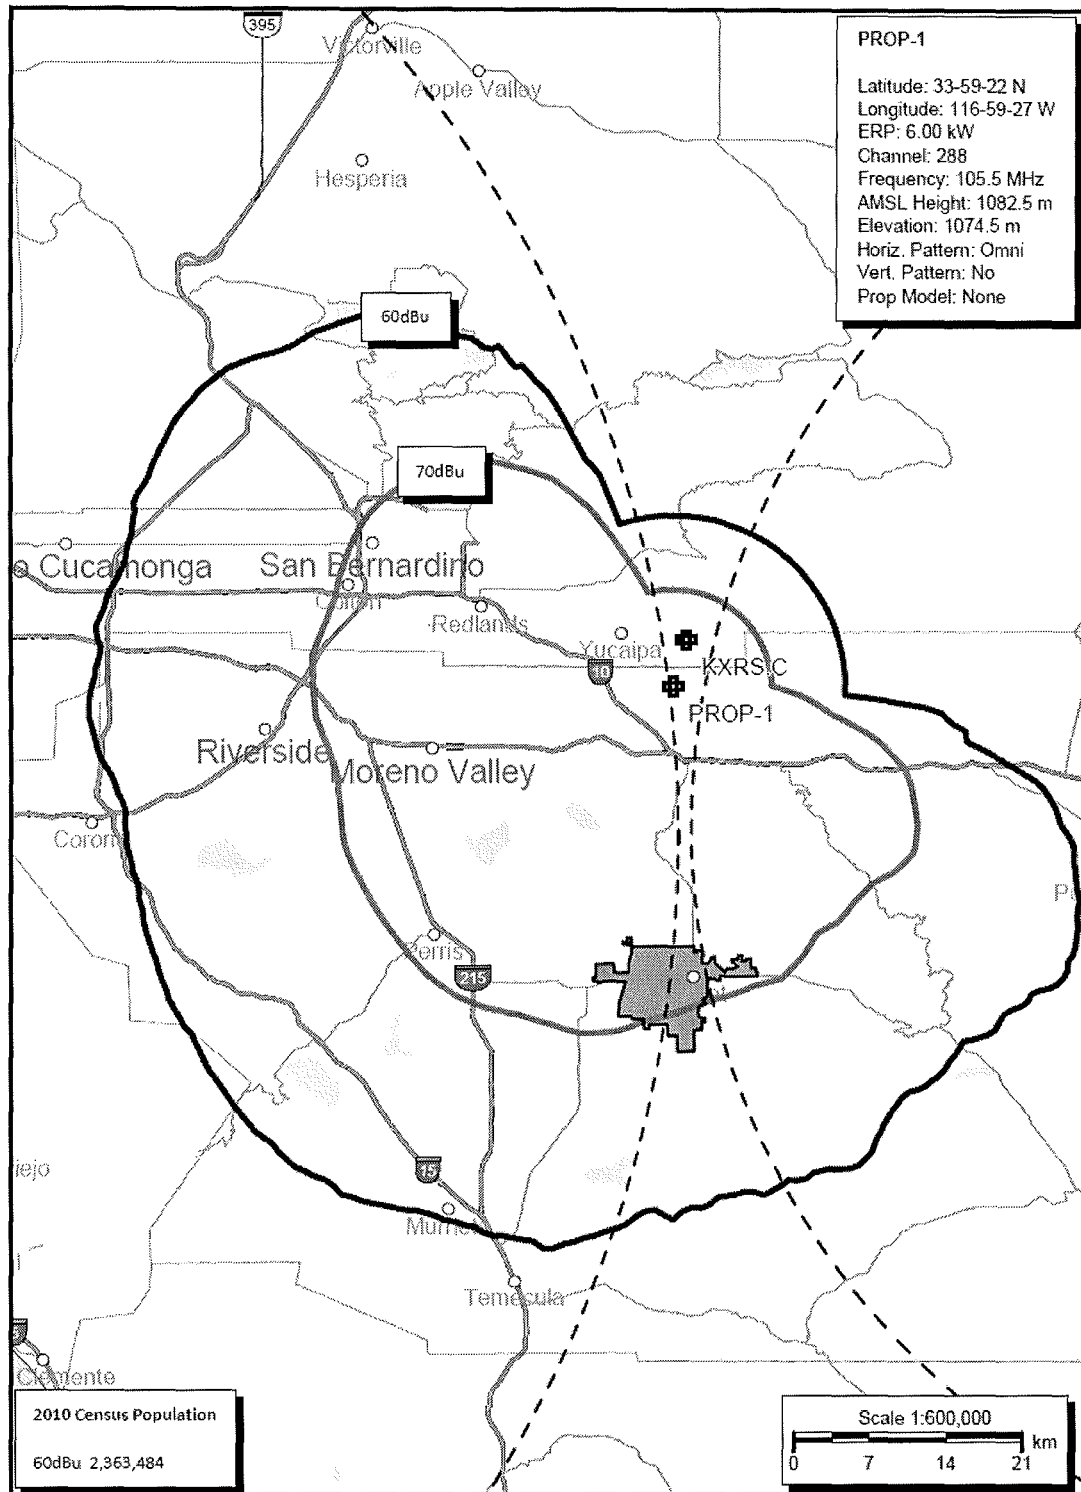 395
Victorville
Apple Valley
Hesperia
PROP-1
Latitude: 33-59-22 N
Longitude: 116-59-27 W
ERP: 6.00 kW
Channel: 288
Frequency: 105.5 MHz
AMSL Height: 1082.5 m
Elevation: 1074.5 m
Horiz. Pattern: Omni
Vert. Pattern: No
Prop Model: None
60dBu
70dBu
o Cucamonga
San Bernardino
Colton
Redlands
Yucaipa
10
KXRS.C
PROP-1
Riverside
Moreno Valley
Coron
P
Perris
215
iejo
15
Murriet
Temecula
Clemente
2010 Census Population
60dBu 2,363,484
Scale 1:600,000
km
0 7 14 21